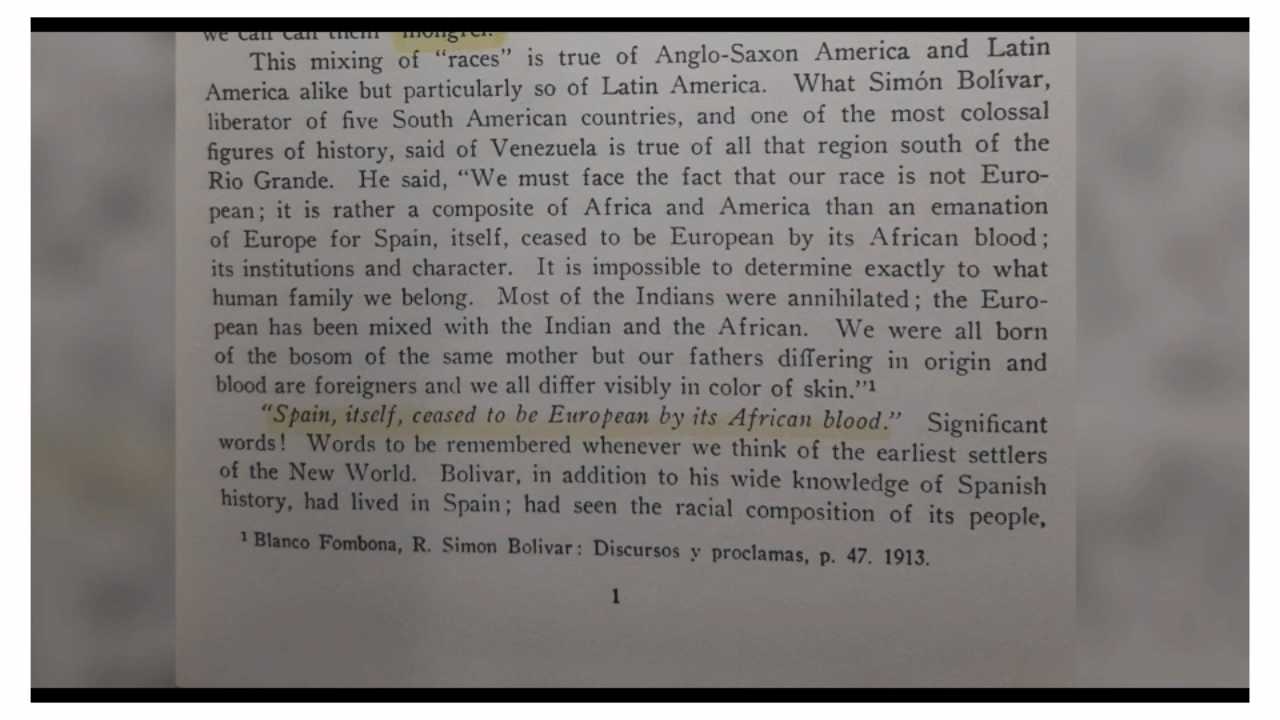 we can call them "mongrel."
This mixing of "races" is true of Anglo-Saxon America and Latin
America alike but particularly so of Latin America. What Simón Bolívar,
liberator of five South American countries, and one of the most colossal
figures of history, said of Venezuela is true of all that region south of the
Rio Grande. He said, "We must face the fact that our race is not Euro-
pean; it is rather a composite of Africa and America than an emanation
of Europe for Spain, itself, ceased to be European by its African blood;
its institutions and character. It is impossible to determine exactly to what
human family we belong. Most of the Indians were annihilated; the Euro-
pean has been mixed with the Indian and the African. We were all born
of the bosom of the same mother but our fathers differing in origin and
blood are foreigners and we all differ visibly in color of skin."¹
"Spain, itself, ceased to be European by its African blood." Significant
words! Words to be remembered whenever we think of the earliest settlers
of the New World. Bolivar, in addition to his wide knowledge of Spanish
history, had lived in Spain; had seen the racial composition of its people,
¹ Blanco Fombona, R. Simon Bolivar: Discursos y proclamas, p. 47. 1913.
1